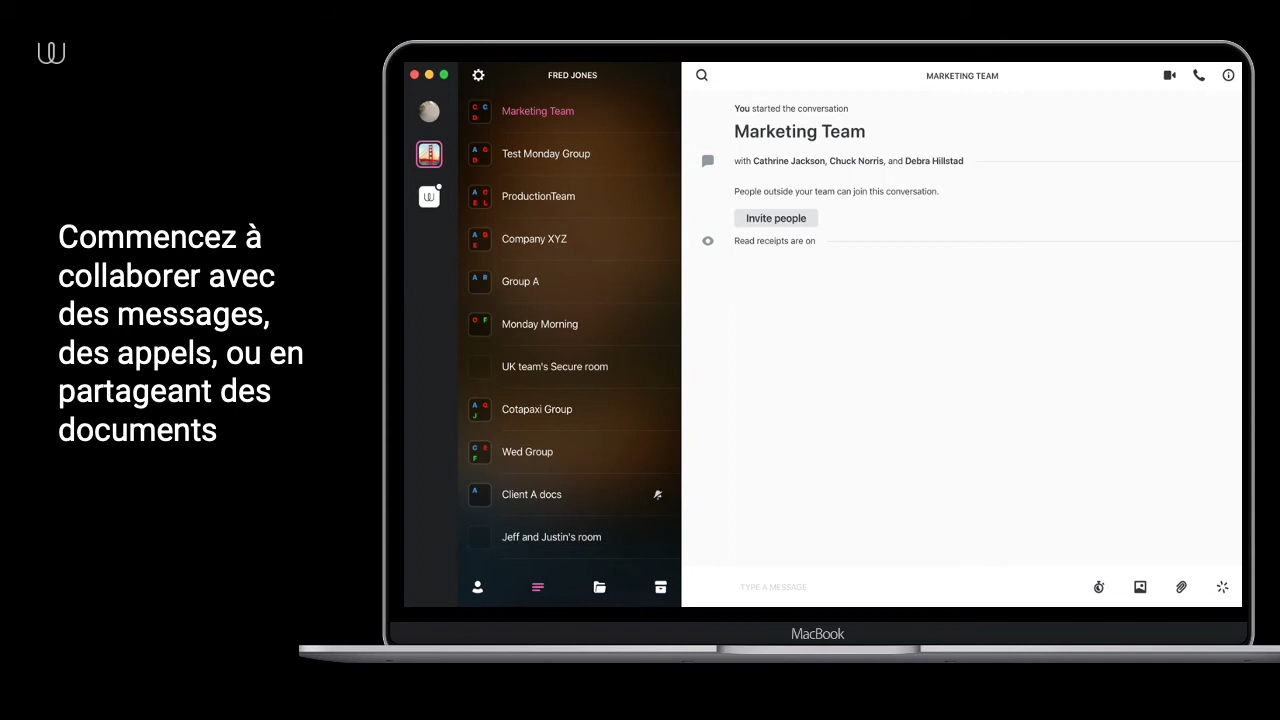 Commencez à
collaborer avec
des messages,
des appels, ou en
partageant des
documents
FRED JONES
Marketing Team
Test Monday Group
ProductionTeam
Company XYZ
Group A
Monday Morning
UK team's Secure room
Cotapaxi Group
Wed Group
Client A docs
Jeff and Justin's room
MARKETING TEAM
You started the conversation
Marketing Team
with Cathrine Jackson, Chuck Norris, and Debra Hillstad
People outside your team can join this conversation.
Invite people
Read receipts are on
TYPE A MESSAGE
MacBook